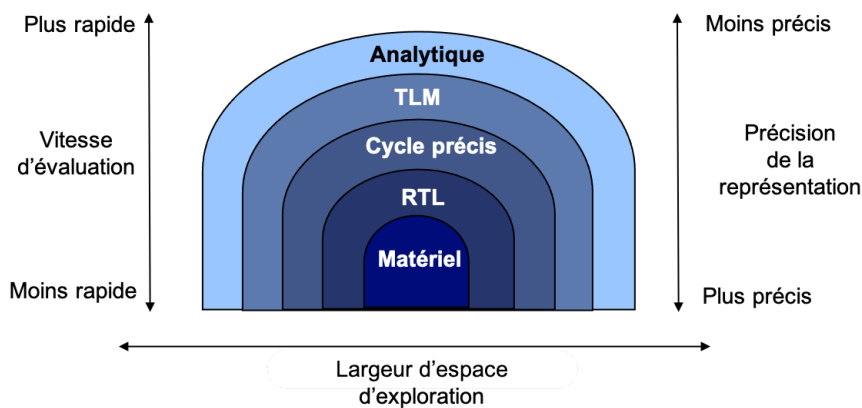 Plus rapide
Moins précis
Analytique
TLM
Vitesse
d’évaluation
Cycle précis
Précision
de la
représentation
RTL
Matériel
Moins rapide
Plus précis
Largeur d’espace
d’exploration